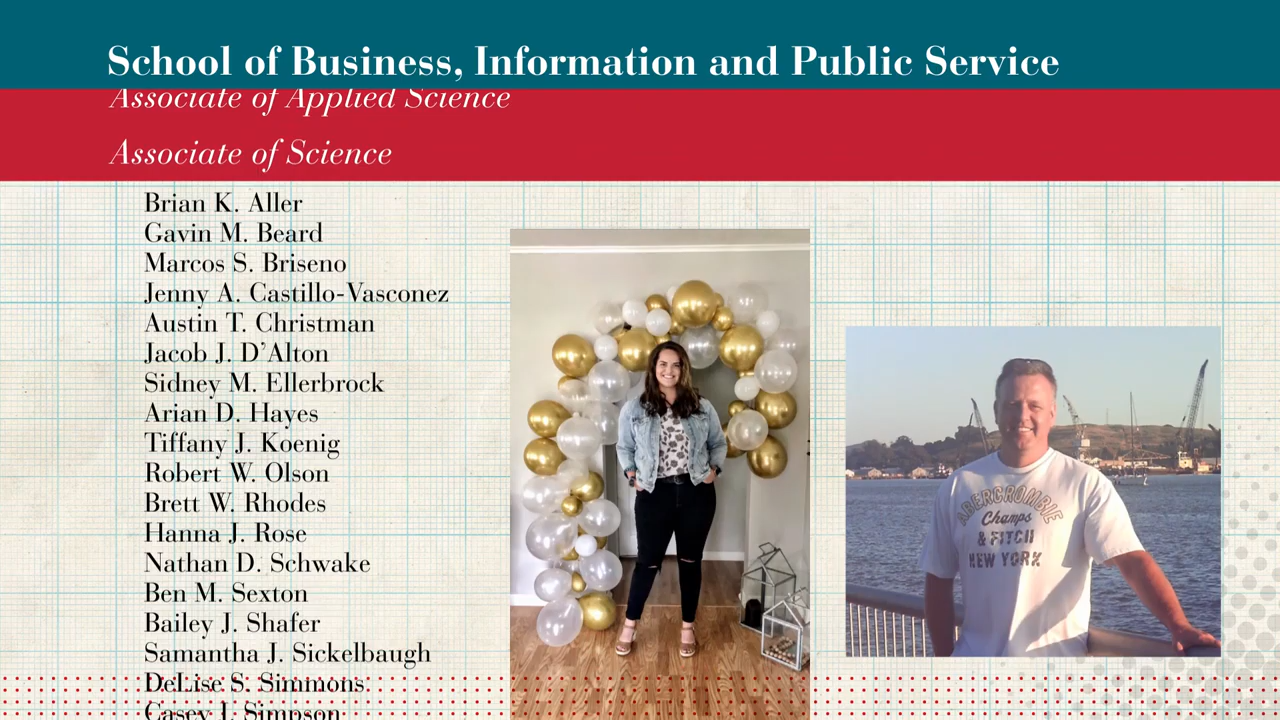 School of Business, Information and Public Service
Associate of Applied Science
Associate of Science
Brian K. Aller
Gavin M. Beard
Marcos S. Briseno
Jenny A. Castillo-Vasconez
Austin T. Christman
Jacob J. D’Alton
Sidney M. Ellerbrock
Arian D. Hayes
Tiffany J. Koenig
Robert W. Olson
Brett W. Rhodes
Hanna J. Rose
Nathan D. Schwake
Ben M. Sexton
Bailey J. Shafer
Samantha J. Sickelbaugh
DeLise S. Simmons
Casey J. Simpson
ABERCROMBIE
Champs
& FITCH
NEW YORK